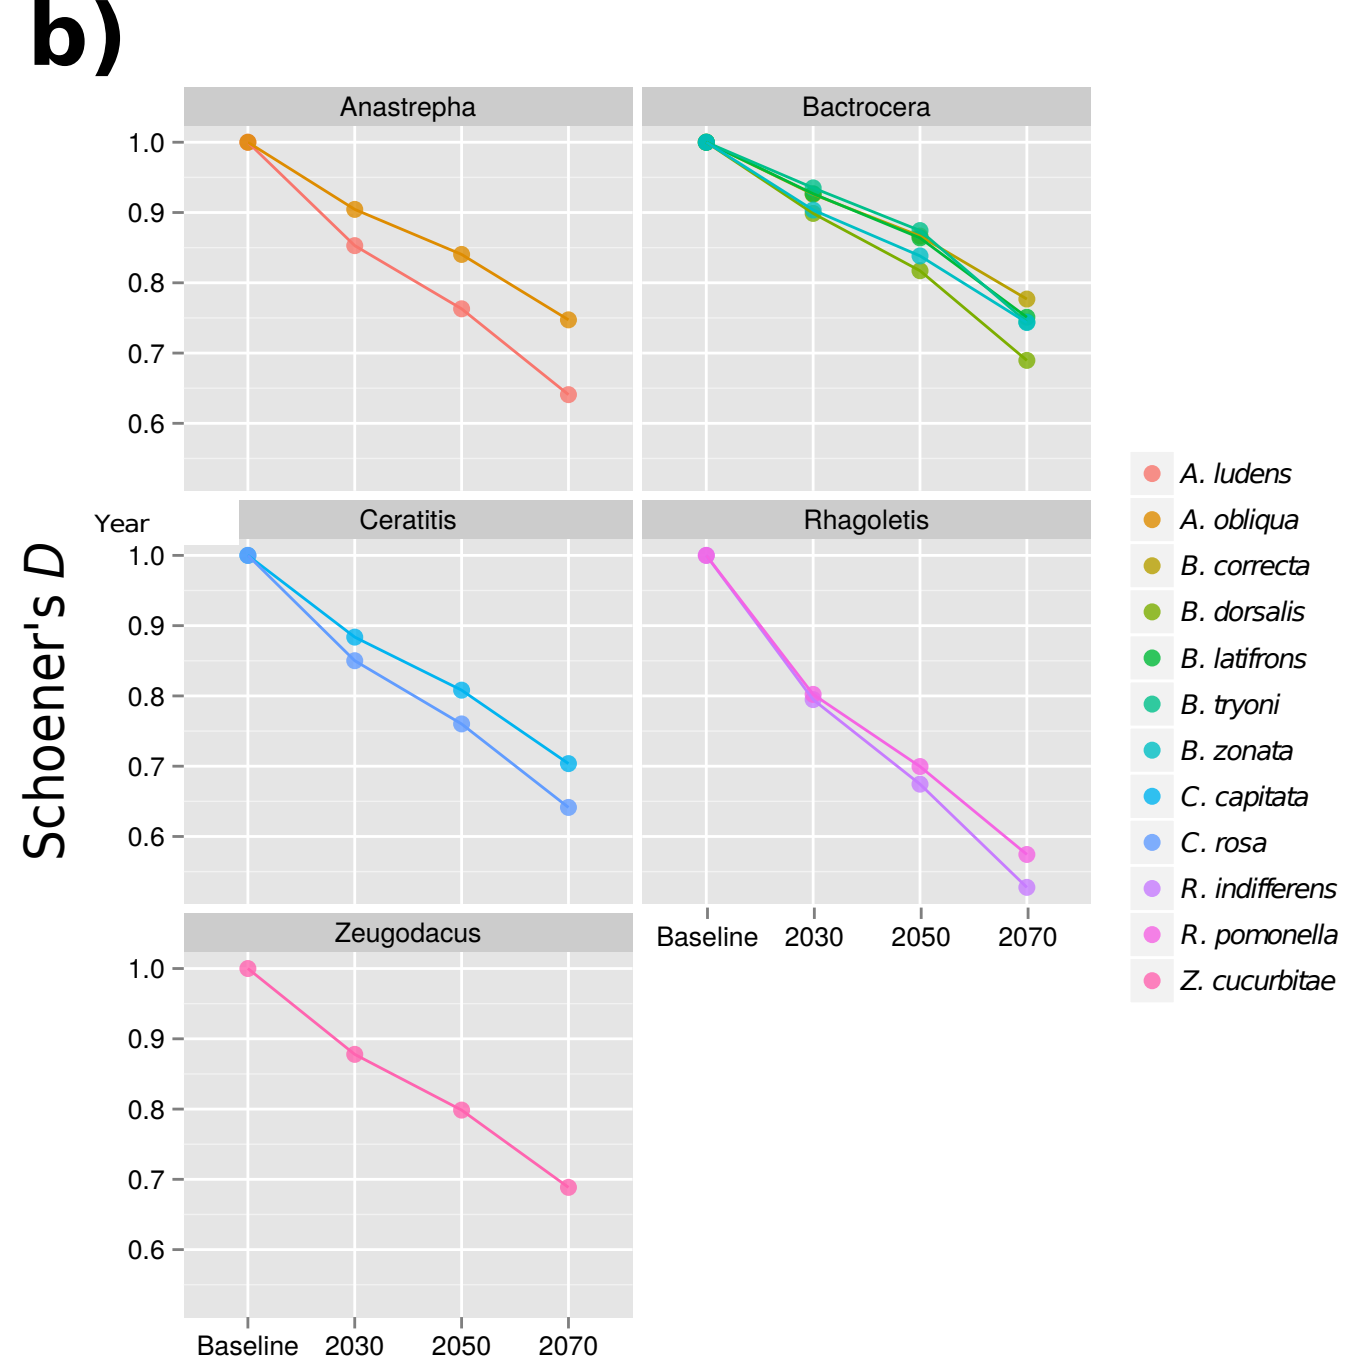 b)
Anastrepha
Bactrocera
1.0
0.9
0.8
0.7
0.6
Year
Ceratitis
Rhagoletis
1.0
0.9
0.8
0.7
0.6
Schoener's D
Baseline 2030 2050 2070
Zeugodacus
1.0
0.9
0.8
0.7
0.6
Baseline 2030 2050 2070
A. ludens
A. obliqua
B. correcta
B. dorsalis
B. latifrons
B. tryoni
B. zonata
C. capitata
C. rosa
R. indifferens
R. pomonella
Z. cucurbitae